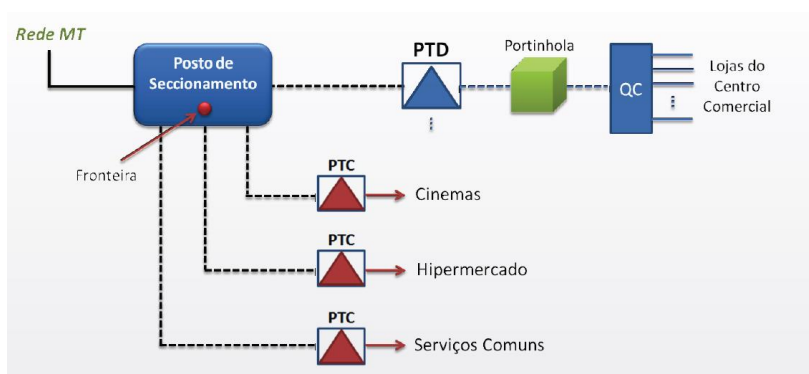 Rede MT
Posto de
Seccionamento
Fronteira
PTD
Portinhola
QC
Lojas do
Centro
Comercial
PTC
Cinemas
PTC
Hipermercado
PTC
Serviços Comuns